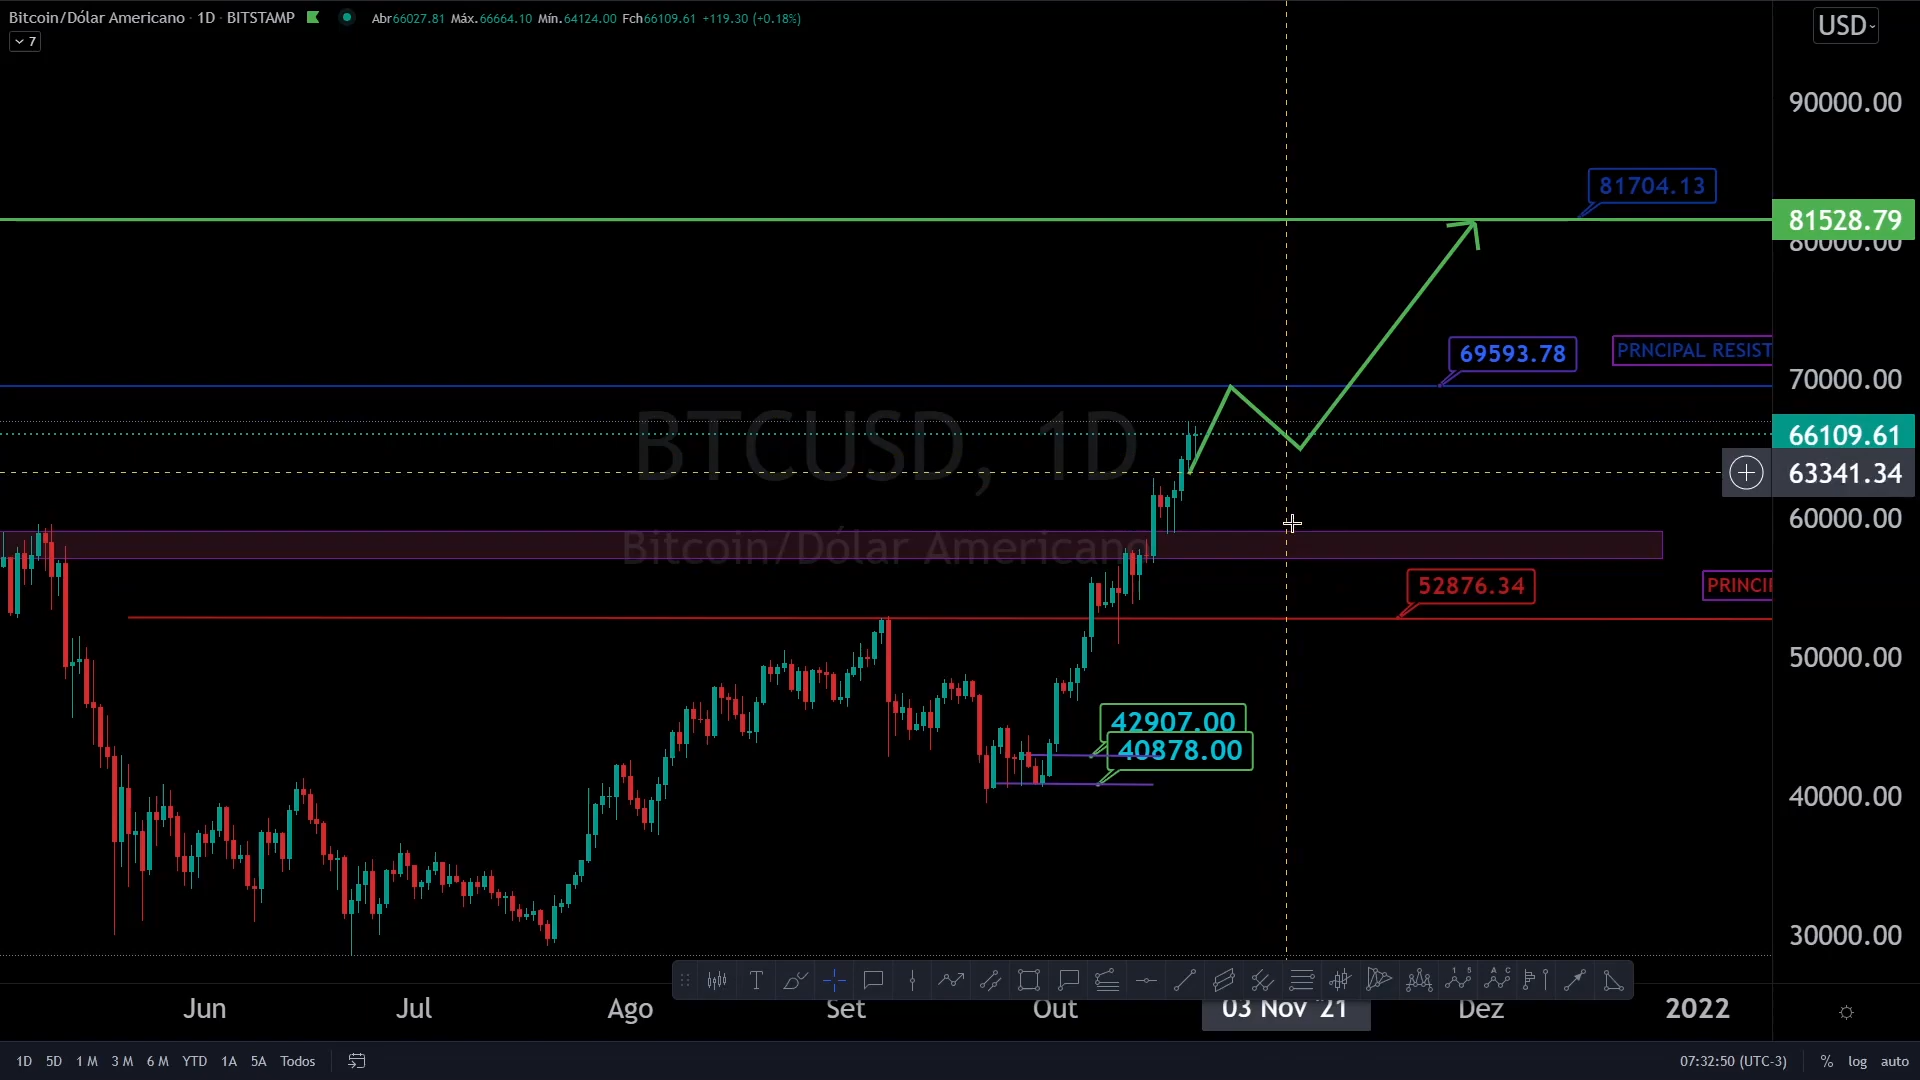 Bitcoin/Dólar Americano · 1D · BITSTAMP
Abr66027.81 Máx.66664.10 Mín.64124.00 Fch66109.61 +119.30 (+0.18%)
7
USD
90000.00
81704.13
81528.79
80000.00
69593.78
PRNCIPAL RESIST
70000.00
BTCUSD, 1D
66109.61
63341.34
60000.00
Bitcoin/Dólar Americano
52876.34
PRINCI
50000.00
42907.00
40878.00
40000.00
30000.00
Jun Jul Ago Set Out 03 Nov '21 Dez 2022
1D 5D 1 M 3 M 6 M YTD 1A 5A Todos
07:32:50 (UTC-3) % log auto